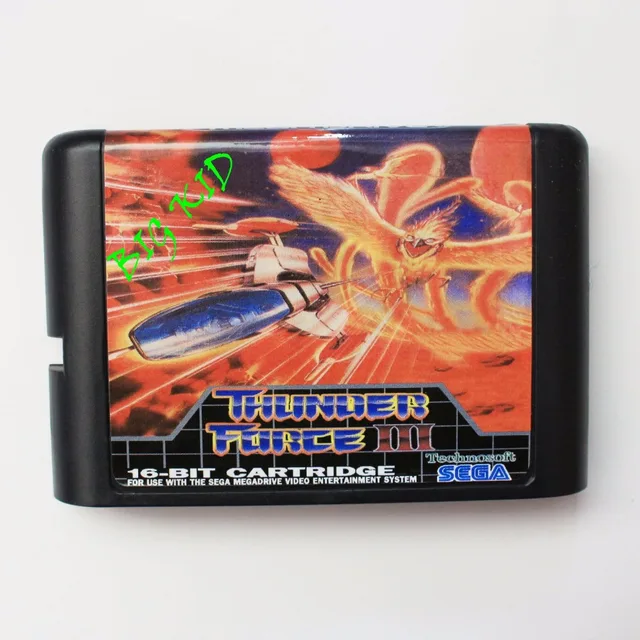 BIG KID
THUNDER
FORCE III
Technosoft
16-BIT CARTRIDGE
SEGA
FOR USE WITH THE SEGA MEGADRIVE VIDEO ENTERTAINMENT SYSTEM